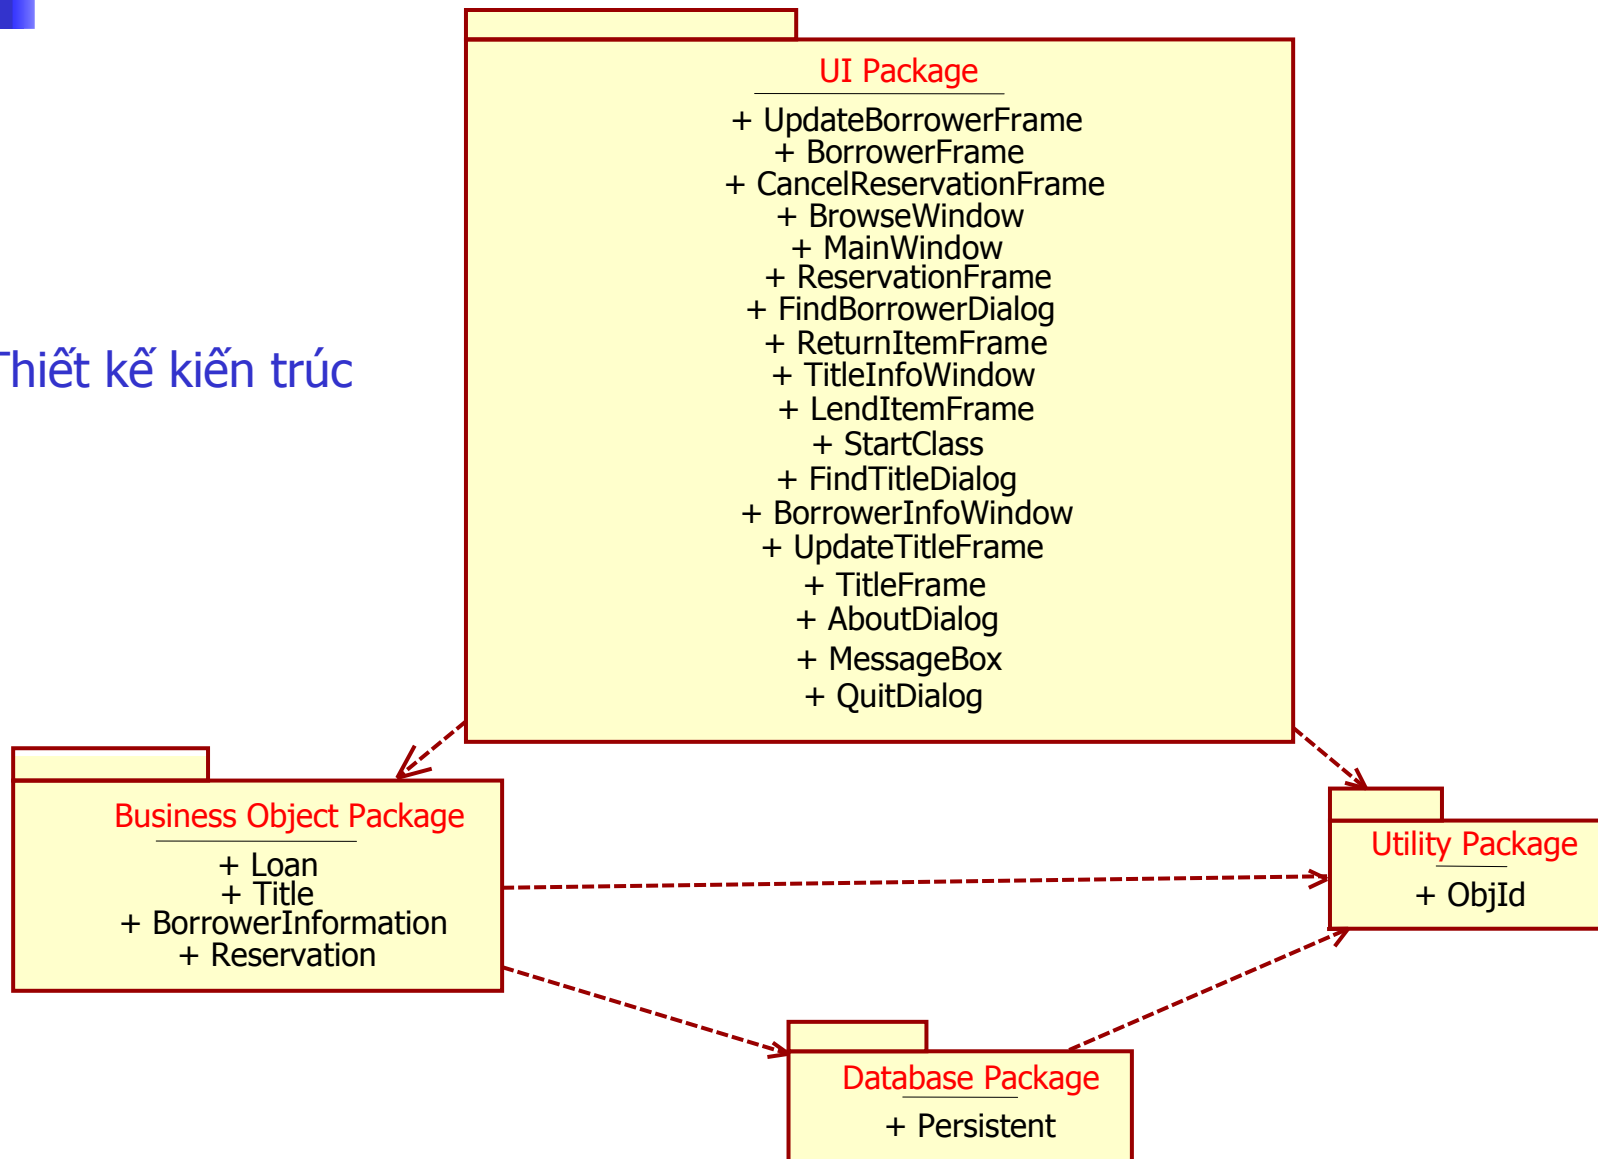 UI Package
+ UpdateBorrowerFrame
+ BorrowerFrame
+ CancelReservationFrame
+ BrowseWindow
+ MainWindow
+ ReservationFrame
+ FindBorrowerDialog
+ ReturnItemFrame
+ TitleInfoWindow
+ LendItemFrame
+ StartClass
+ FindTitleDialog
+ BorrowerInfoWindow
+ UpdateTitleFrame
+ TitleFrame
+ AboutDialog
+ MessageBox
+ QuitDialog
Thiết kế kiến trúc
Business Object Package
+ Loan
+ Title
+ BorrowerInformation
+ Reservation
Utility Package
+ ObjId
Database Package
+ Persistent